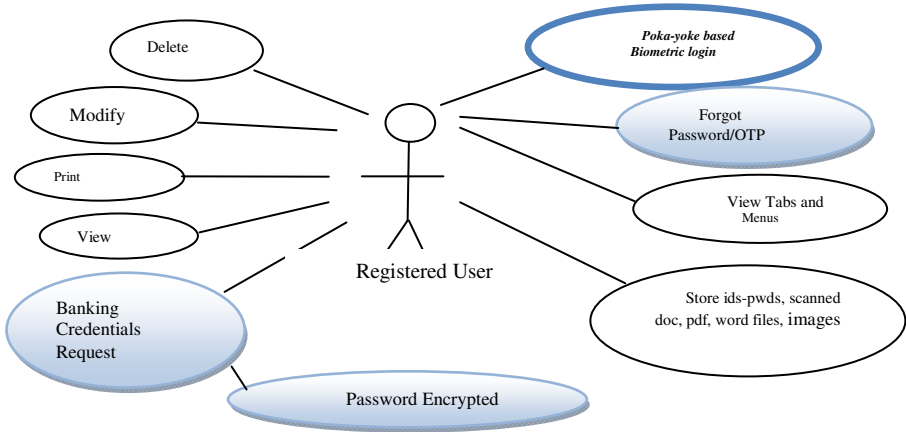 Delete
Poka-yoke based
Biometric login
Modify
Forgot
Password/OTP
Print
View Tabs and
Menus
View
Registered User
Store ids-pwds, scanned
doc, pdf, word files, images
Banking
Credentials
Request
Password Encrypted